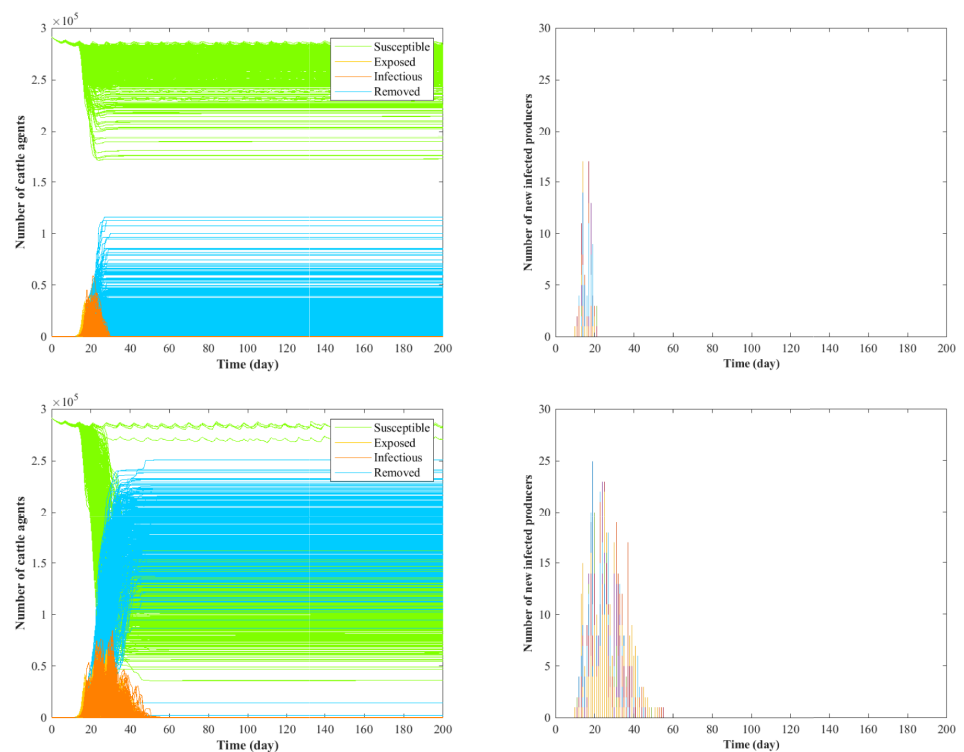 ×10⁵
3
2.5
2
1.5
1
0.5
0
0 20 40 60 80 100 120 140 160 180 200
Number of cattle agents
Time (day)
Susceptible
Exposed
Infectious
Removed
30
25
20
15
10
5
0
0 20 40 60 80 100 120 140 160 180 200
Number of new infected producers
Time (day)
×10⁵
3
2.5
2
1.5
1
0.5
0
0 20 40 60 80 100 120 140 160 180 200
Number of cattle agents
Time (day)
Susceptible
Exposed
Infectious
Removed
30
25
20
15
10
5
0
0 20 40 60 80 100 120 140 160 180 200
Number of new infected producers
Time (day)